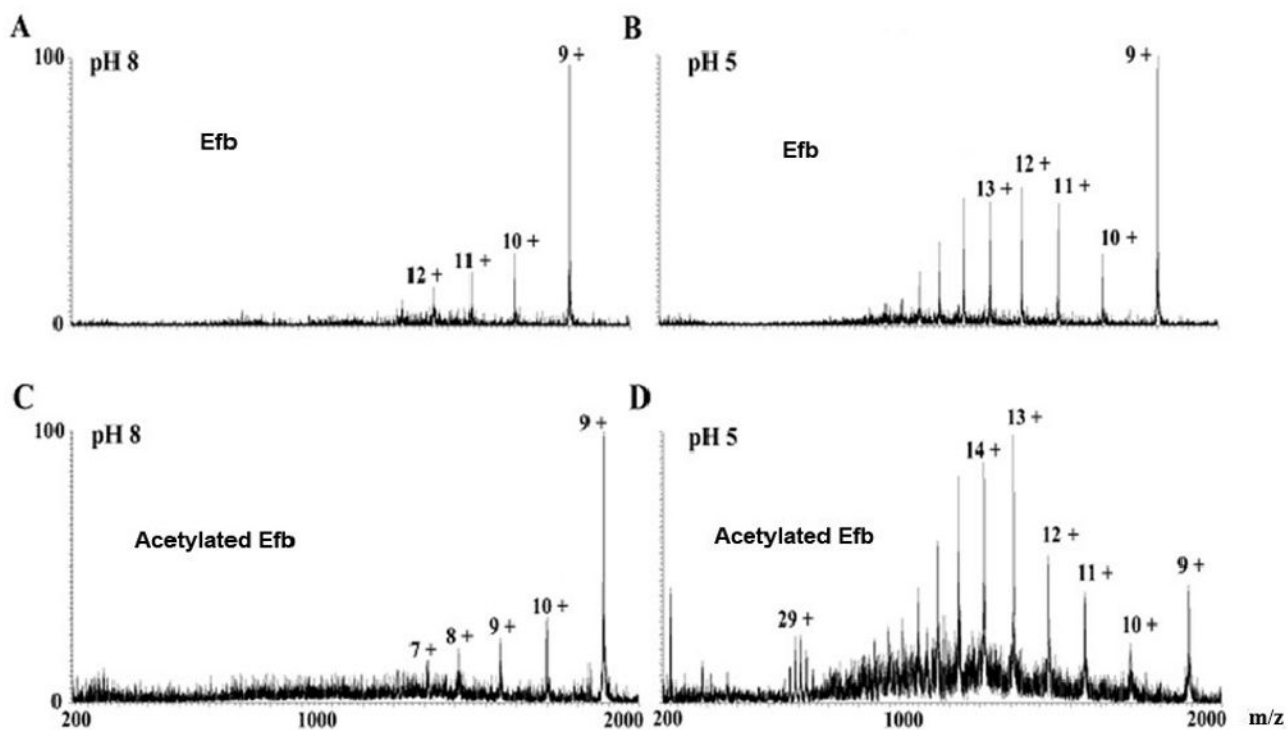 A
pH 8
100
0
Efb
12 +
11 +
10 +
9 +
B
pH 5
Efb
13 +
12 +
11 +
10 +
9 +
C
pH 8
100
0
Acetylated Efb
7 +
8 +
9 +
10 +
9 +
200
1000
2000
D
pH 5
Acetylated Efb
29 +
14 +
13 +
12 +
11 +
10 +
9 +
200
1000
2000
m/z